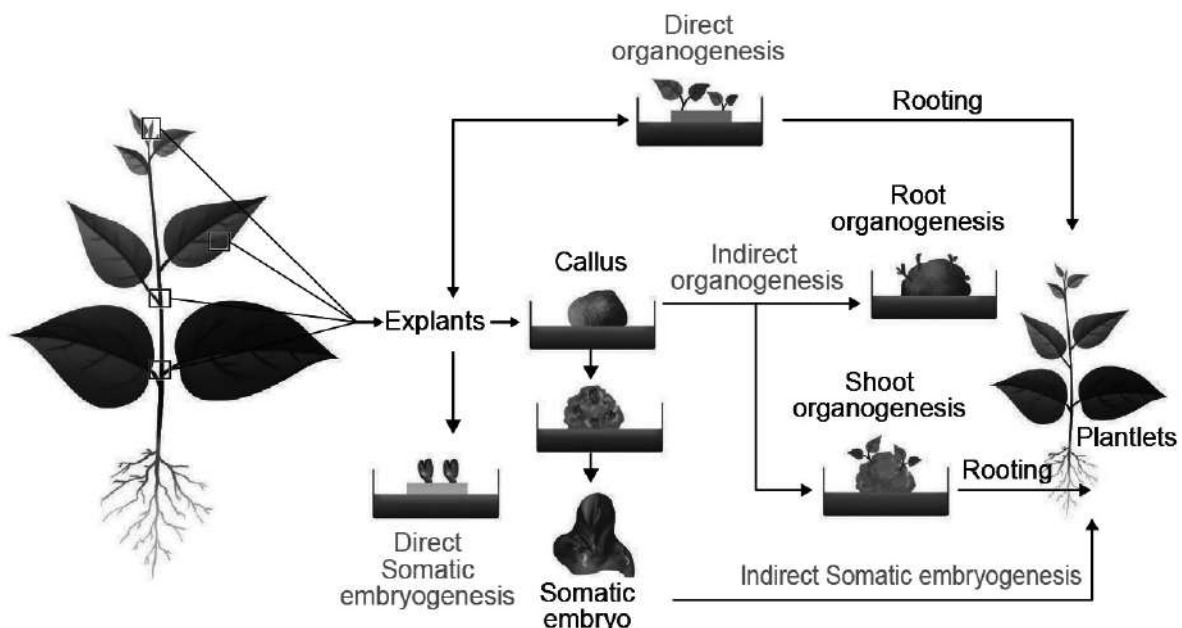 Direct
organogenesis
Rooting
Root
organogenesis
Callus
Indirect
organogenesis
Explants
Shoot
organogenesis
Plantlets
Rooting
Direct
Somatic
embryogenesis
Somatic
embryo
Indirect Somatic embryogenesis